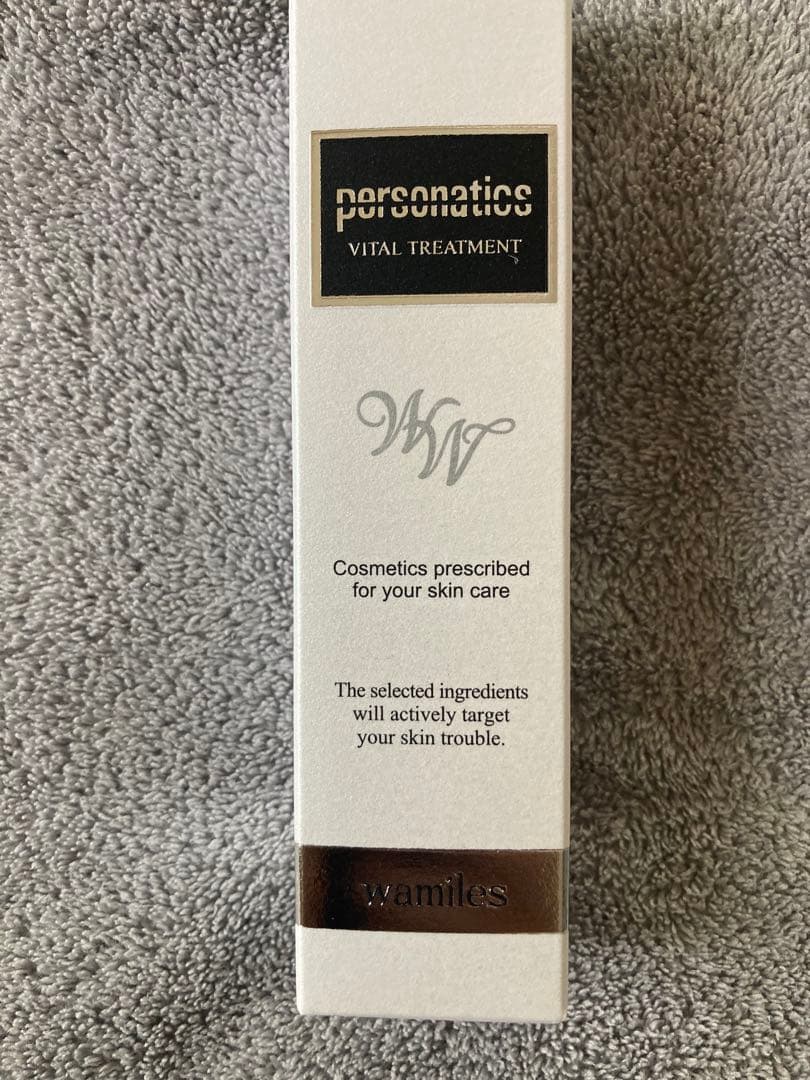 personatics
VITAL TREATMENT
WW
Cosmetics prescribed
for your skin care
The selected ingredients
will actively target
your skin trouble.
wamiles